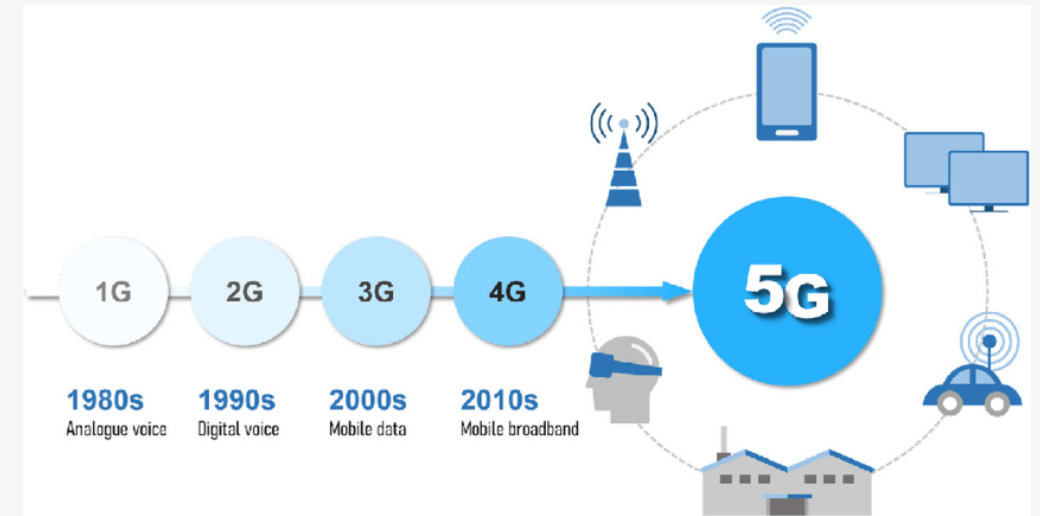 1G
2G
3G
4G
5G
1980s
Analogue voice
1990s
Digital voice
2000s
Mobile data
2010s
Mobile broadband